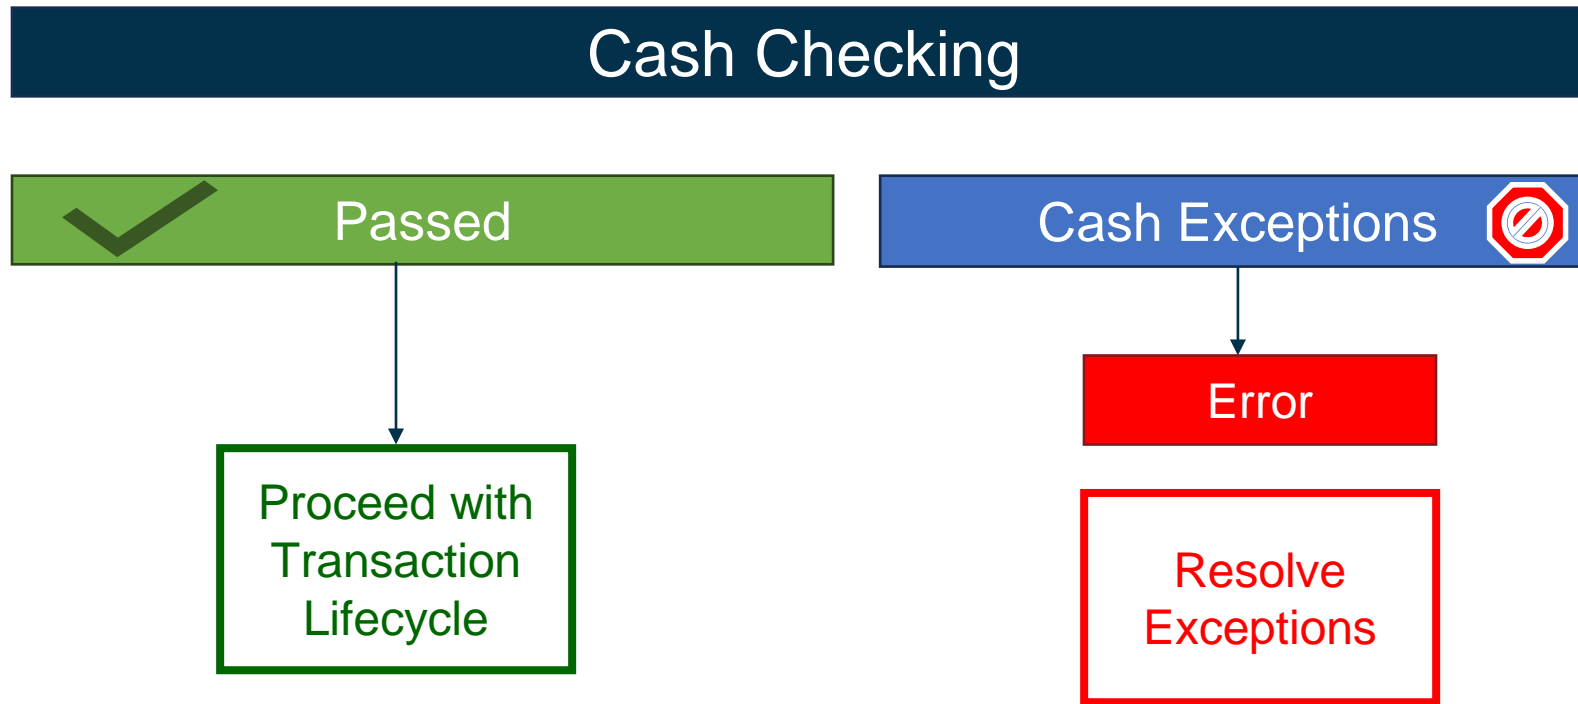 Cash Checking
Passed
Cash Exceptions
Error
Proceed with
Transaction
Lifecycle
Resolve
Exceptions